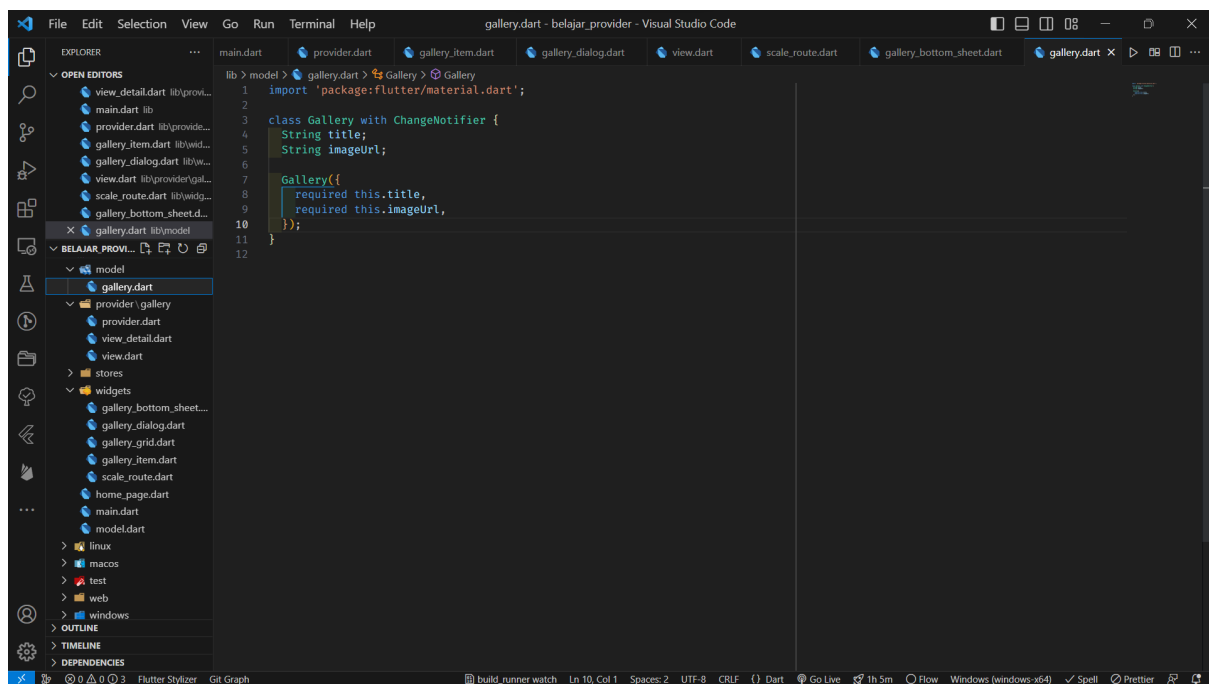 File Edit Selection View Go Run Terminal Help gallery.dart - belajar_provider - Visual Studio Code
EXPLORER ...
main.dart provider.dart gallery_item.dart gallery_dialog.dart view.dart scale_route.dart gallery_bottom_sheet.dart gallery.dart
OPEN EDITORS
view_detail.dart lib\provi...
main.dart lib
provider.dart lib\provide...
gallery_item.dart lib\wid...
gallery_dialog.dart lib\w...
view.dart lib\provider\gal...
scale_route.dart lib\widg...
gallery_bottom_sheet.d...
gallery.dart lib\model
BELAJAR_PROVI...
model
gallery.dart
provider\gallery
provider.dart
view_detail.dart
view.dart
stores
widgets
gallery_bottom_sheet....
gallery_dialog.dart
gallery_grid.dart
gallery_item.dart
scale_route.dart
home_page.dart
main.dart
model.dart
linux
macos
test
web
windows
OUTLINE
TIMELINE
DEPENDENCIES
lib > model > gallery.dart > Gallery > Gallery
1 import 'package:flutter/material.dart';
2
3 class Gallery with ChangeNotifier {
4 String title;
5 String imageUrl;
6
7 Gallery({
8 required this.title,
9 required this.imageUrl,
10 });
11 }
12
0 0 3 Flutter Stylizer Git Graph build_runner watch Ln 10, Col 1 Spaces: 2 UTF-8 CRLF {} Dart Go Live 1h 5m Flow Windows (windows-x64) Spell Prettier